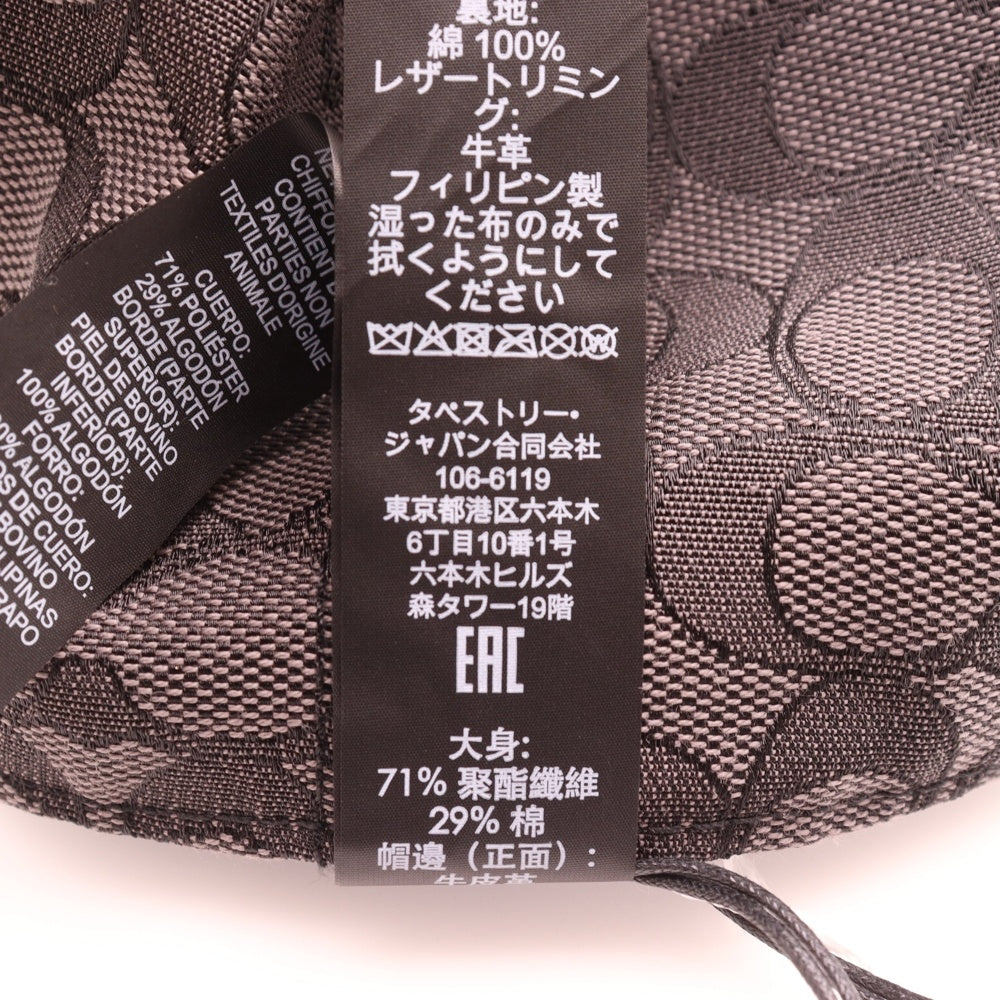 裏地:
綿 100%
レザートリミン
グ:
牛革
フィリピン製
湿った布のみで
拭くようにして
ください
タペストリー・
ジャパン合同会社
106-6119
東京都港区六本木
6丁目10番1号
六本木ヒルズ
森タワー19階
EAC
大身:
71% 聚酯纖維
29% 棉
帽邊（正面）:
牛皮革
CONTIENT
PARTIES NON
TEXTILES D'ORIGINE
ANIMALE
CUERPO:
71% POLIÉSTER
29% ALGODÓN
BORDE (PARTE
SUPERIOR):
PIEL DE BOVINO
BORDE (PARTE
INFERIOR):
100% ALGODÓN
FORRO:
ALGODÓN
DE CUERO:
BOVINO